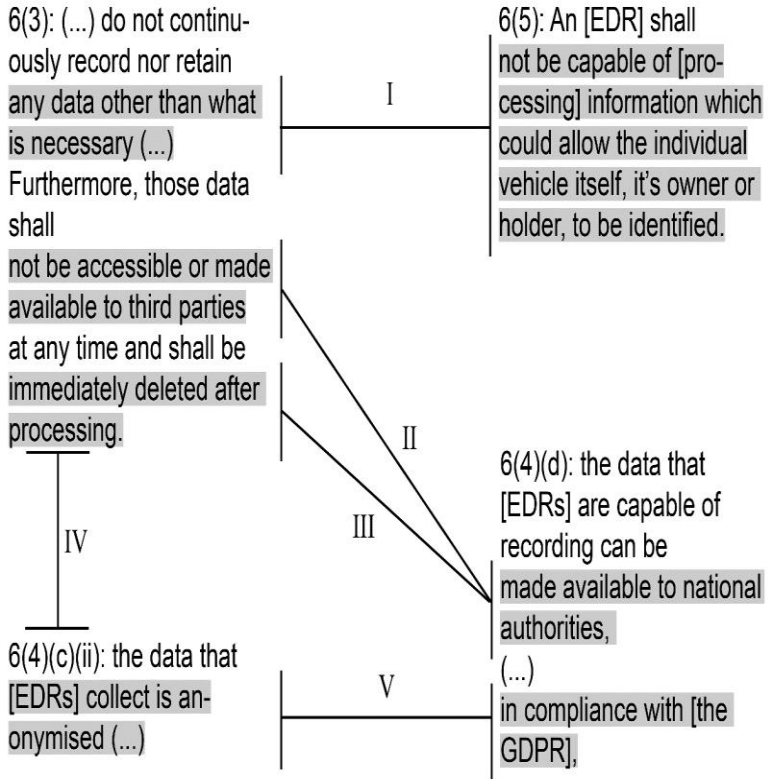 6(3): (...) do not continu-
ously record nor retain
any data other than what
is necessary (...)
Furthermore, those data
shall
not be accessible or made
available to third parties
at any time and shall be
immediately deleted after
processing.
I
6(5): An [EDR] shall
not be capable of [pro-
cessing] information which
could allow the individual
vehicle itself, it’s owner or
holder, to be identified.
II
III
IV
6(4)(d): the data that
[EDRs] are capable of
recording can be
made available to national
authorities,
(...)
in compliance with [the
GDPR],
6(4)(c)(ii): the data that
[EDRs] collect is an-
onymised (...)
V